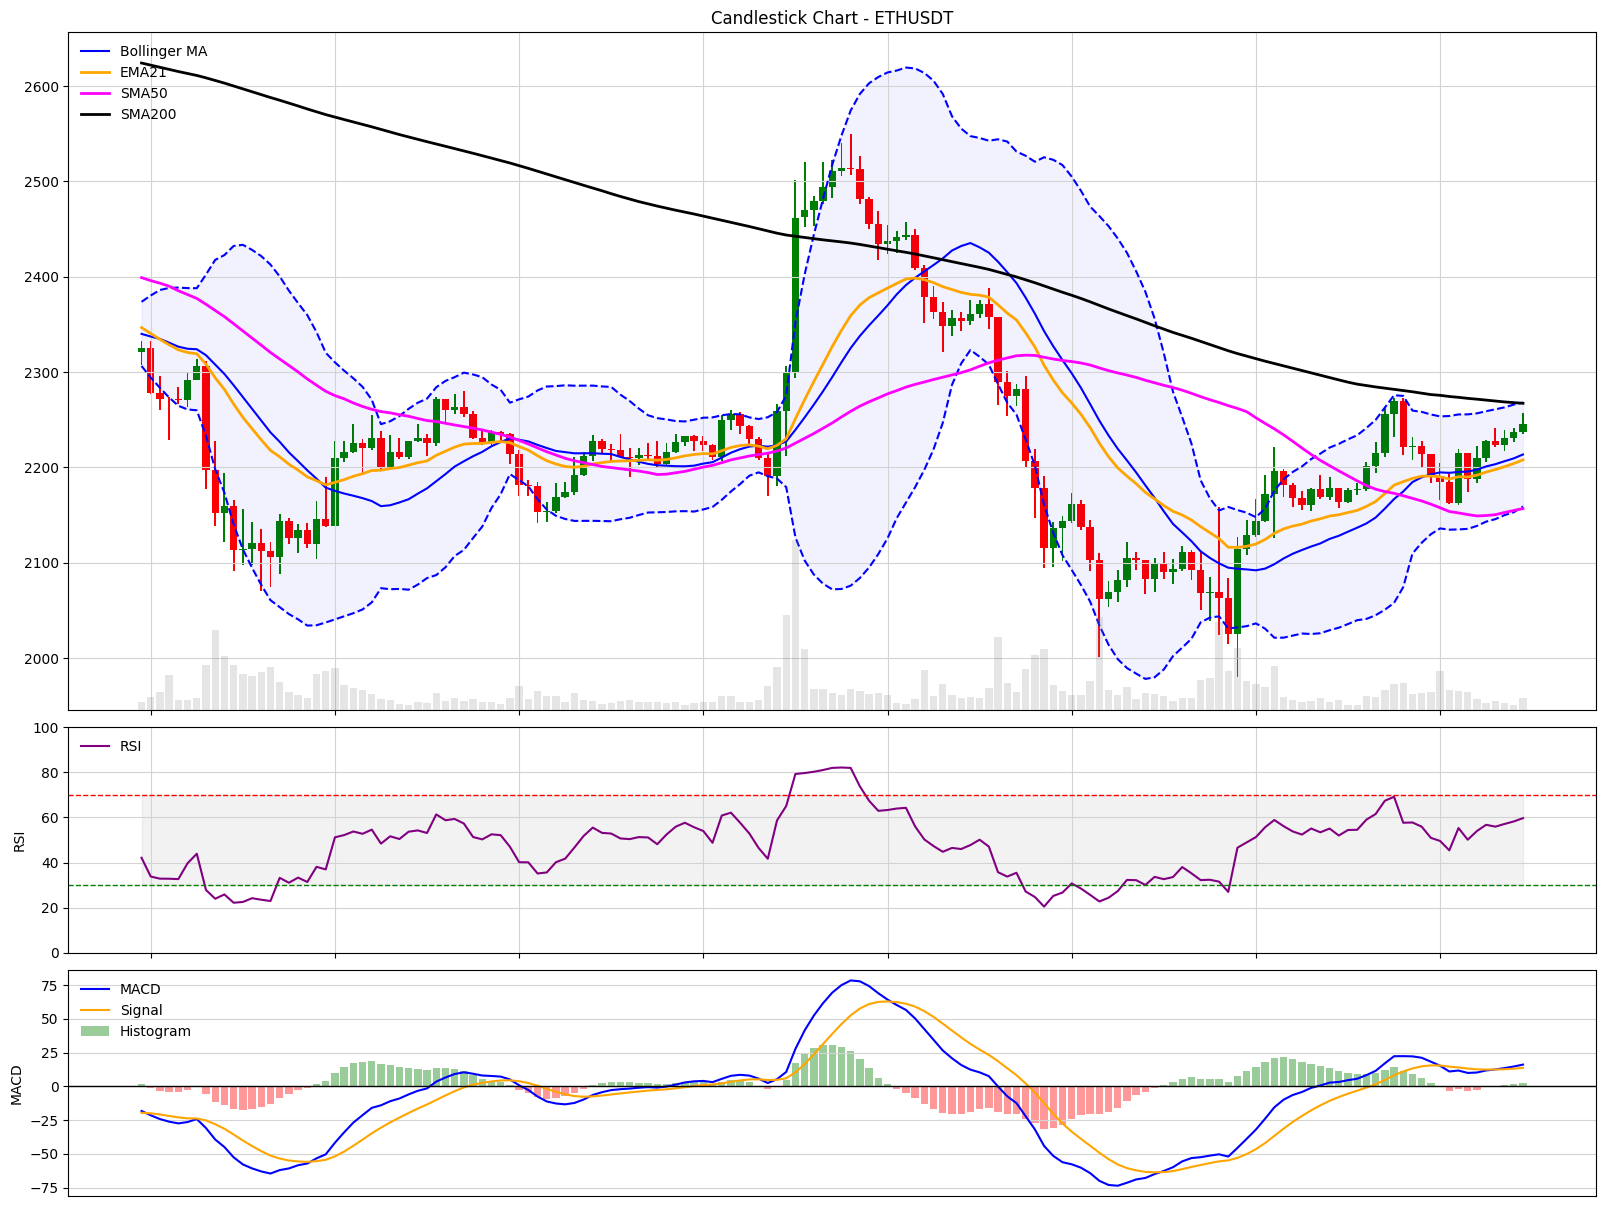 Candlestick Chart - ETHUSDT
Bollinger MA
EMA21
SMA50
SMA200
2600
2500
2400
2300
2200
2100
2000
RSI
100
80
60
40
20
0
RSI
MACD
Signal
Histogram
75
50
25
0
−25
−50
−75
MACD